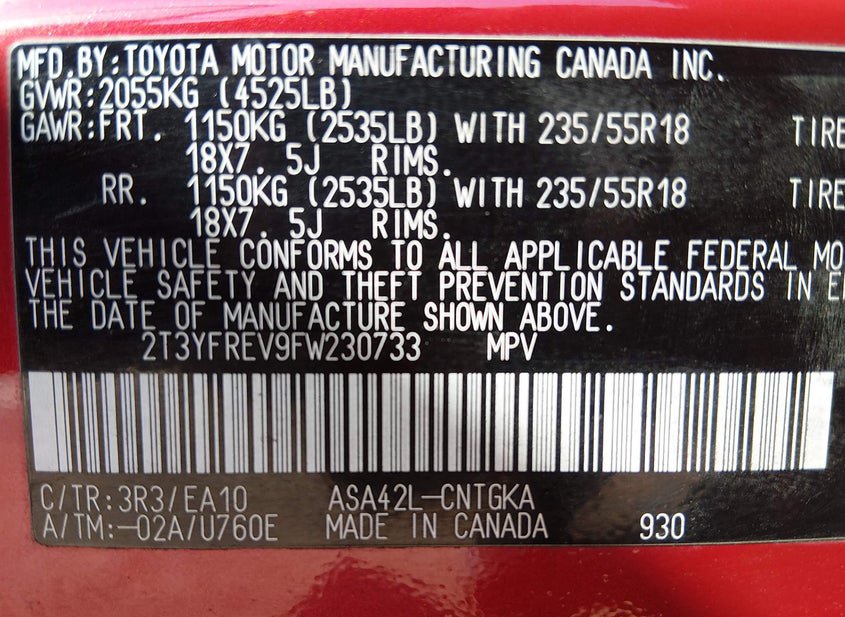 MFD.BY:TOYOTA MOTOR MANUFACTURING CANADA INC.
GVWR:2055KG (4525LB)
GAWR:FRT. 1150KG (2535LB) WITH 235/55R18 TIRE
18X7. 5J RIMS.
RR. 1150KG (2535LB) WITH 235/55R18 TIRE
18X7. 5J RIMS.
THIS VEHICLE CONFORMS TO ALL APPLICABLE FEDERAL MO
VEHICLE SAFETY AND THEFT PREVENTION STANDARDS IN E
THE DATE OF MANUFACTURE SHOWN ABOVE.
2T3YFREV9FW230733 MPV
C/TR:3R3/EA10 ASA42L-CNTGKA
A/TM:-02A/U760E MADE IN CANADA 930